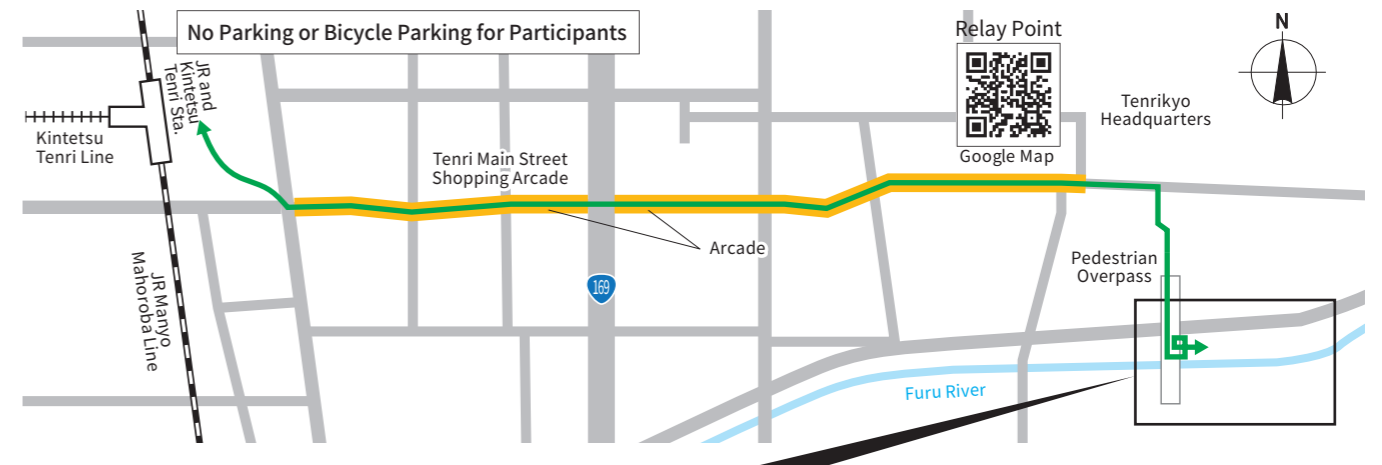 No Parking or Bicycle Parking for Participants
Relay Point
N
JR and
Kintetsu
Tenri Sta.
Tenrikyo
Headquarters
Kintetsu
Tenri Line
Tenri Main Street
Shopping Arcade
Google Map
Arcade
Pedestrian
Overpass
JR Manyo
Mahoroba Line
169
Furu River